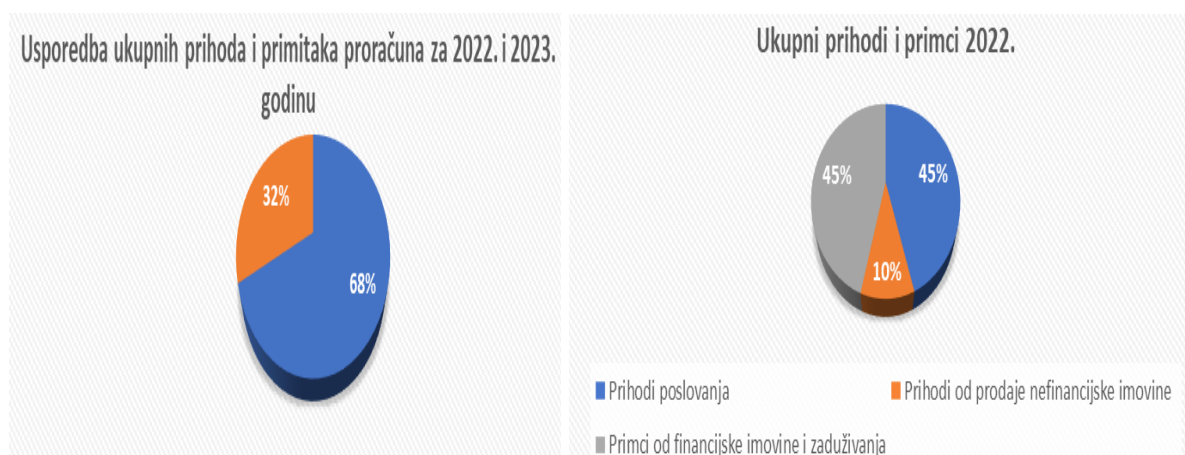 Usporedba ukupnih prihoda i primitaka proračuna za 2022. i 2023.
godinu
32%
68%
Ukupni prihodi i primci 2022.
45%
45%
10%
Prihodi poslovanja
Prihodi od prodaje nefinancijske imovine
Primci od financijske imovine i zaduživanja